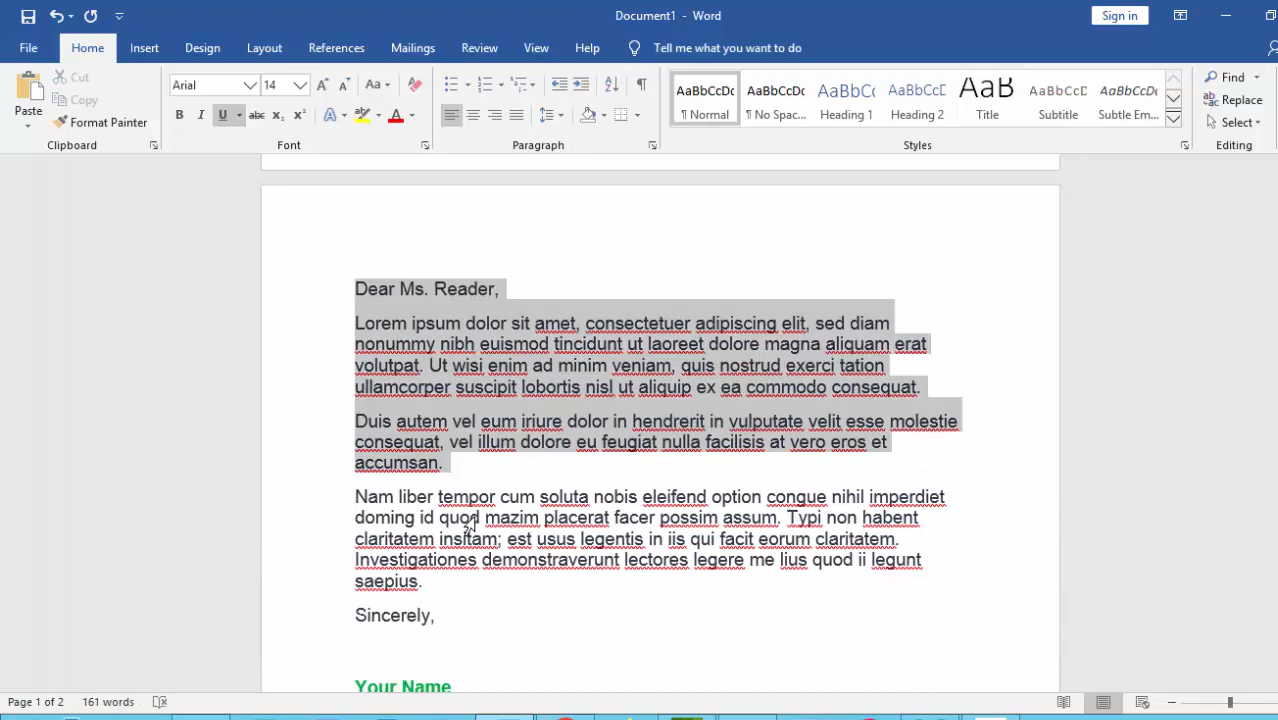 Document1 - Word
Sign in
File Home Insert Design Layout References Mailings Review View Help Tell me what you want to do
Paste
Cut
Copy
Format Painter
Clipboard
Arial 14 Aa
B I U abc x₂ x² A A
Font
Paragraph
AaBbCcDc AaBbCcDc AaBbC( AaBbCcD AaB AaBbCcD AaBbCcD
¶ Normal ¶ No Spac... Heading 1 Heading 2 Title Subtitle Subtle Em...
Styles
Find
Replace
Select
Editing
Dear Ms. Reader,
Lorem ipsum dolor sit amet, consectetuer adipiscing elit, sed diam
nonummy nibh euismod tincidunt ut laoreet dolore magna aliquam erat
volutpat. Ut wisi enim ad minim veniam, quis nostrud exerci tation
ullamcorper suscipit lobortis nisl ut aliquip ex ea commodo consequat.
Duis autem vel eum iriure dolor in hendrerit in vulputate velit esse molestie
consequat, vel illum dolore eu feugiat nulla facilisis at vero eros et
accumsan.
Nam liber tempor cum soluta nobis eleifend option congue nihil imperdiet
doming id quod mazim placerat facer possim assum. Typi non habent
claritatem insitam; est usus legentis in iis qui facit eorum claritatem.
Investigationes demonstraverunt lectores legere me lius quod ii legunt
saepius.
Sincerely,
Your Name
Page 1 of 2 161 words